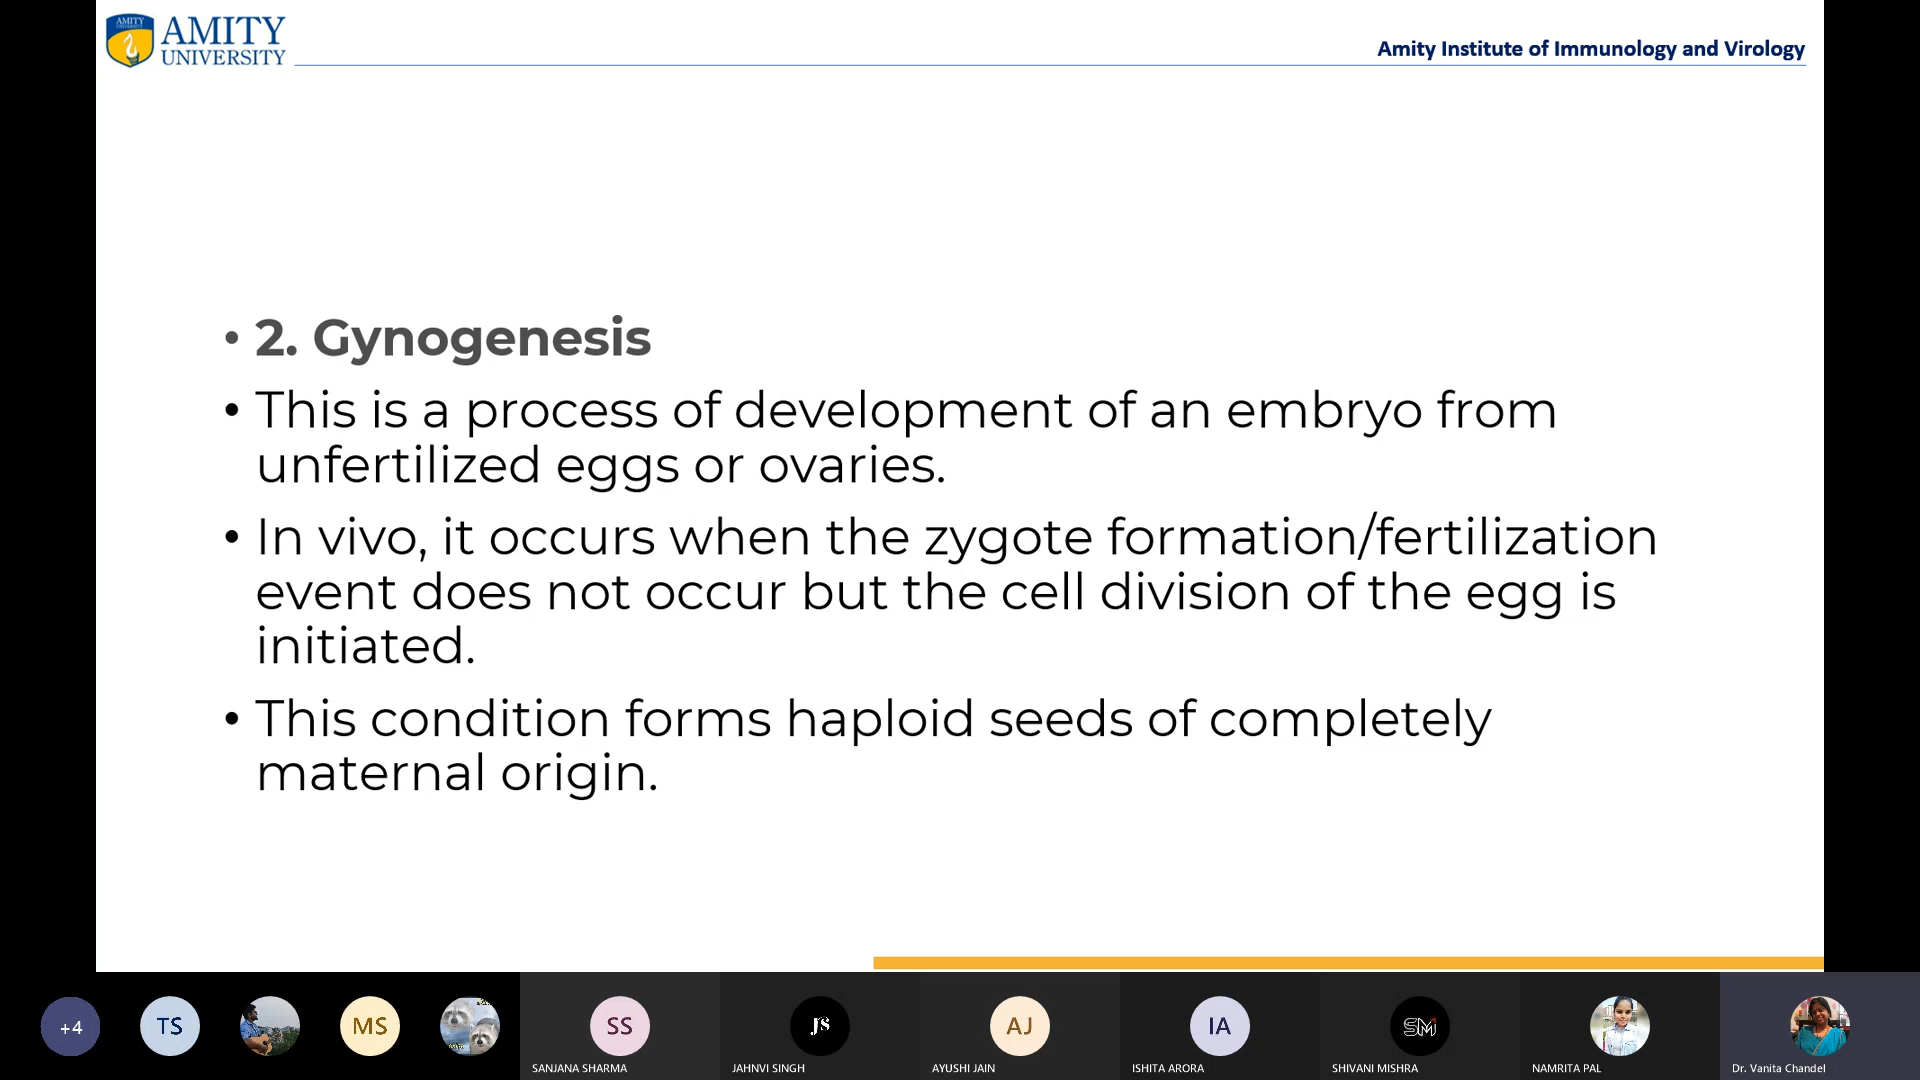 AMITY
UNIVERSITY
AMITY
UNIVERSITY
Amity Institute of Immunology and Virology
• 2. Gynogenesis
• This is a process of development of an embryo from
unfertilized eggs or ovaries.
• In vivo, it occurs when the zygote formation/fertilization
event does not occur but the cell division of the egg is
initiated.
• This condition forms haploid seeds of completely
maternal origin.
+4
TS
MS
SS
JS
AJ
IA
SM
SANJANA SHARMA
JAHNVI SINGH
AYUSHI JAIN
ISHITA ARORA
SHIVANI MISHRA
NAMRITA PAL
Dr. Vanita Chandel